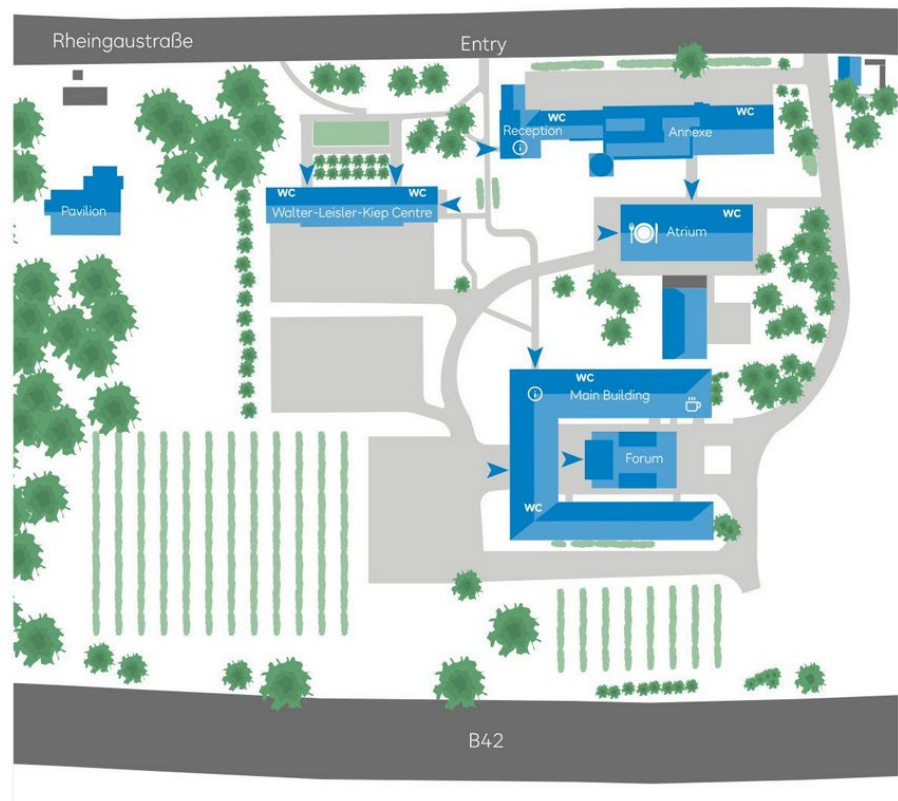 Rheingaustraße
Entry
WC
WC
Reception
Annexe
i
WC
WC
Pavilion
Walter-Leisler-Kiep Centre
WC
Atrium
WC
i
Main Building
Forum
WC
B42